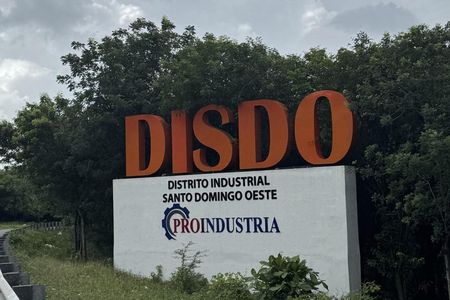 DISDO
DISTRITO INDUSTRIAL
SANTO DOMINGO OESTE
PROINDUSTRIA